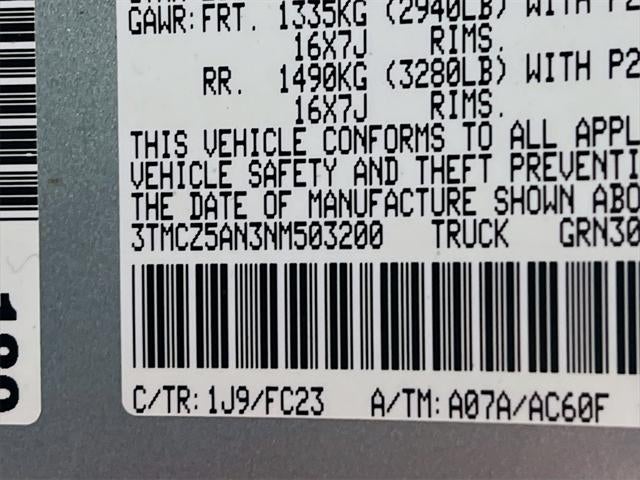 GAWR: FRT. 1335KG (2940LB) WITH P2
16X7J RIMS.
RR. 1490KG (3280LB) WITH P2
16X7J RIMS.
THIS VEHICLE CONFORMS TO ALL APPL
VEHICLE SAFETY AND THEFT PREVENTI
THE DATE OF MANUFACTURE SHOWN ABO
3TMCZ5AN3NM503200 TRUCK GRN30
C/TR: 1J9/FC23 A/TM: A07A/AC60F